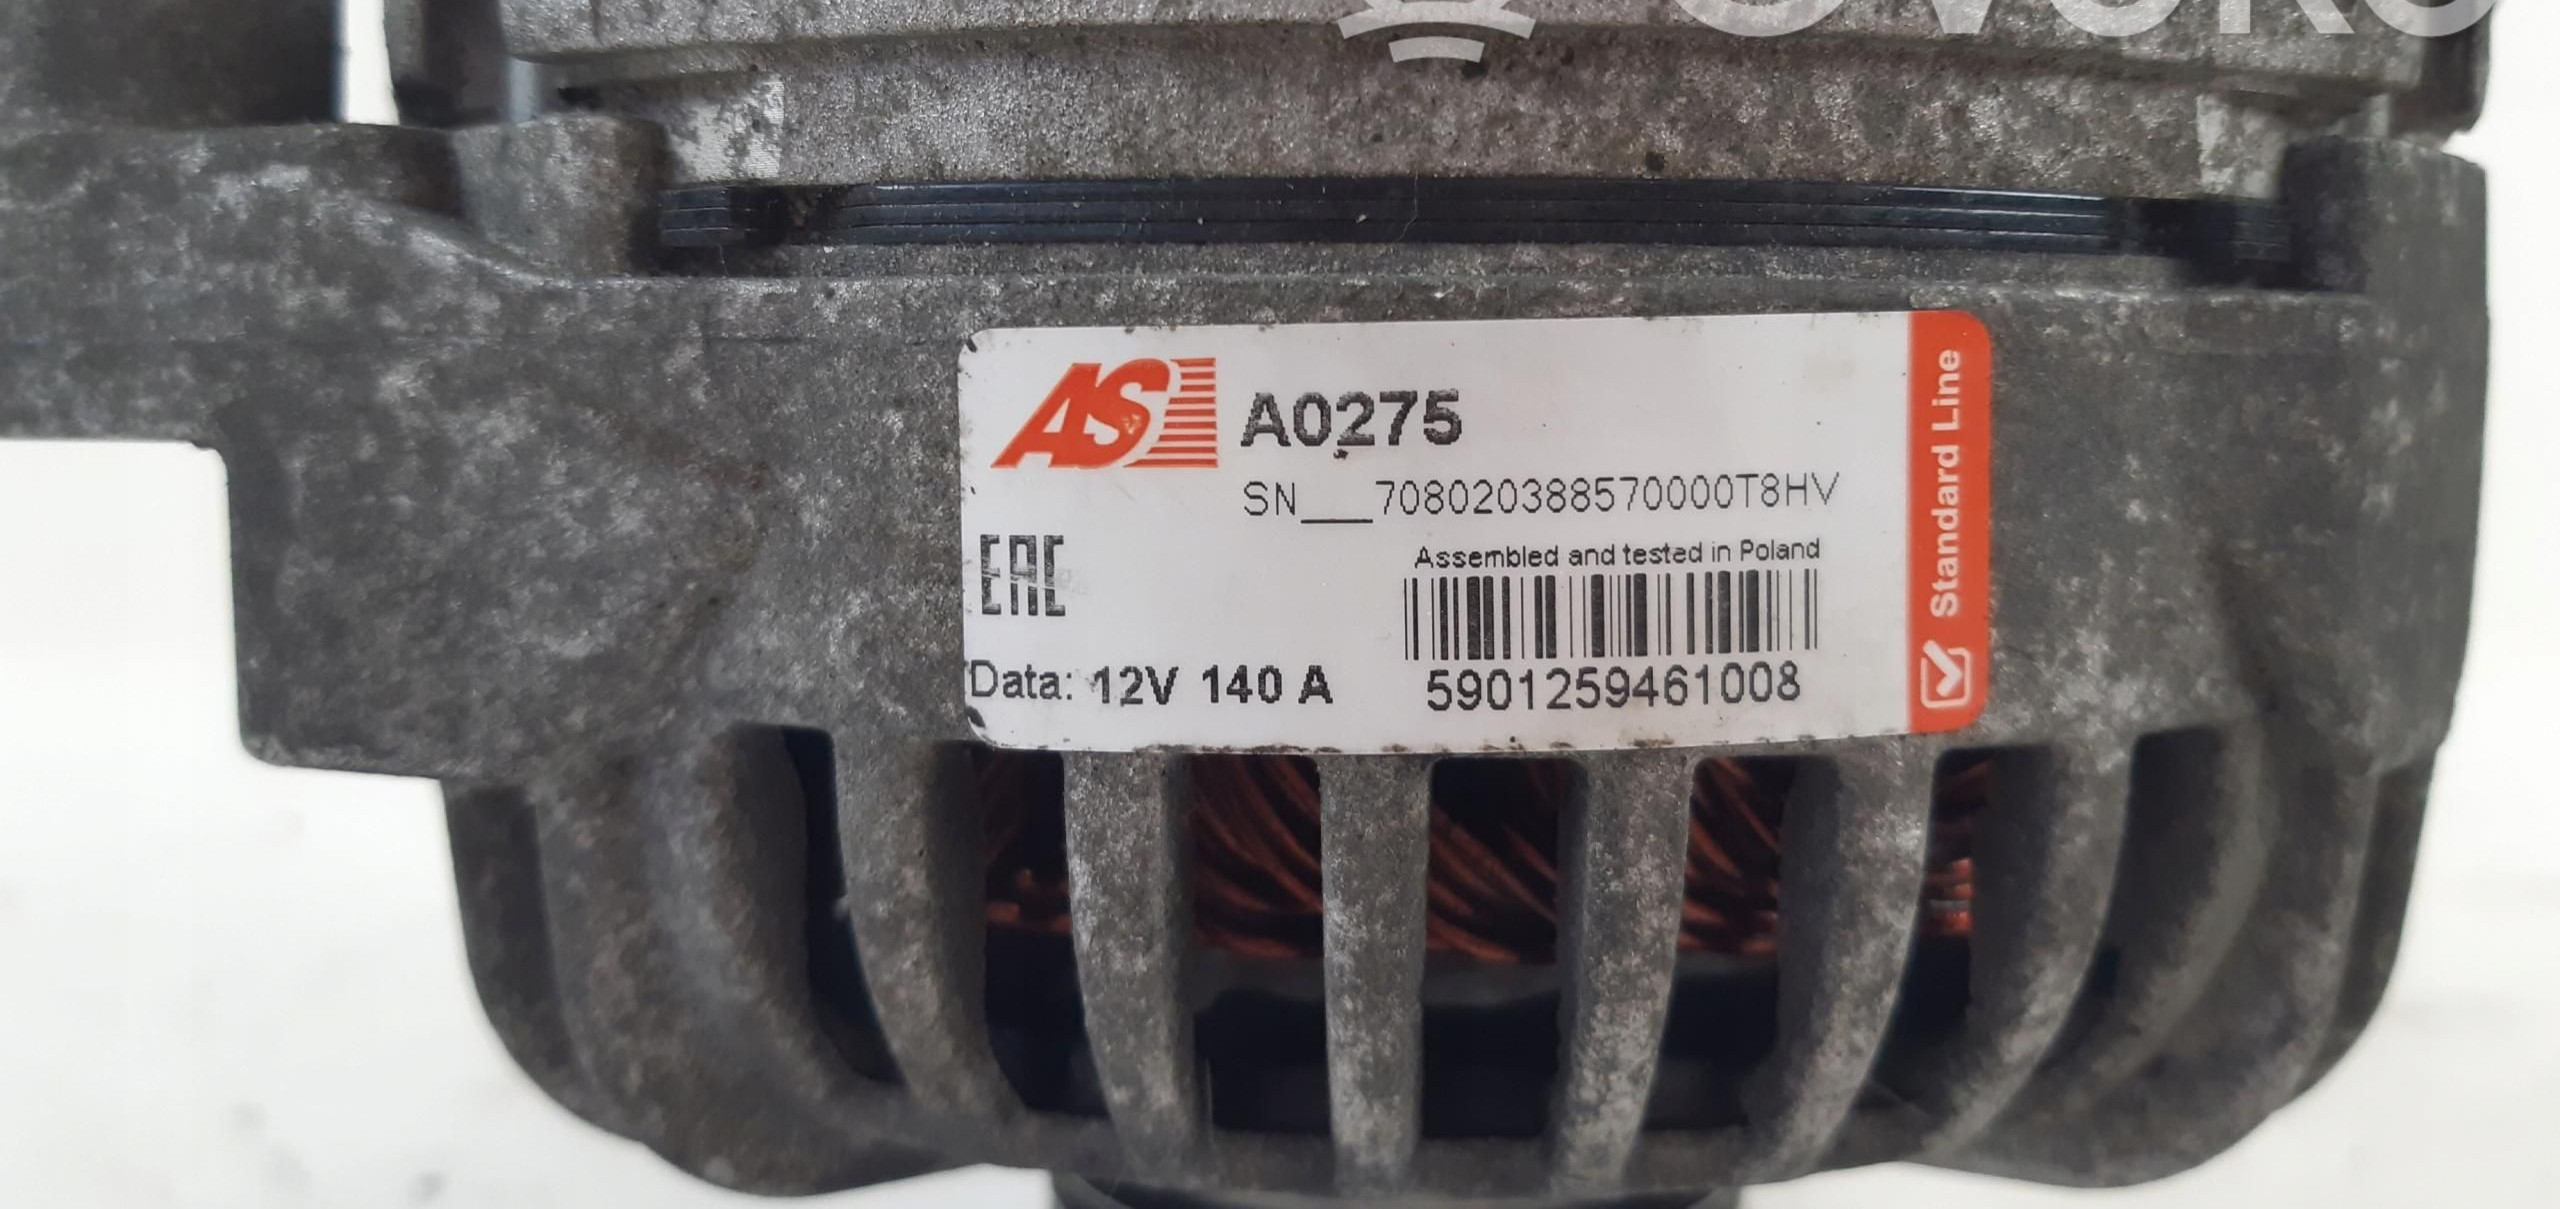 AS A0275
SN___708020388570000T8HV
EAC
Assembled and tested in Poland
Data: 12V 140 A
5901259461008
Standard Line